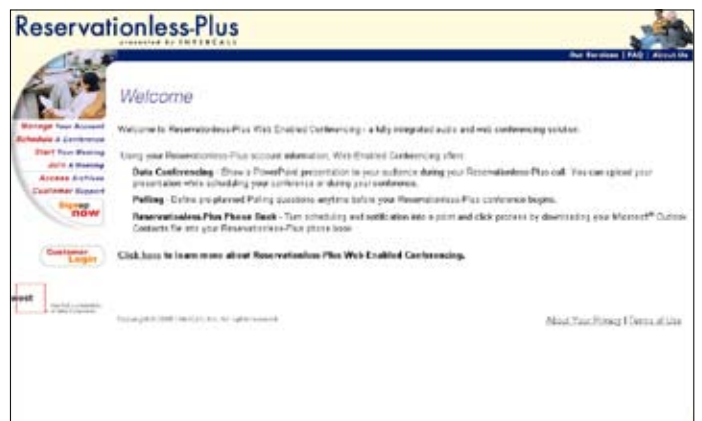 Reservationless-Plus
presented by INTERCALL
Our Services | FAQ | About Us
Welcome
Manage Your Account
Schedule A Conference
Start Your Meeting
Join A Meeting
Access Archives
Customer Support
Sign up
now
Customer
Login
west
Welcome to Reservationless-Plus Web Enabled Conferencing - a fully integrated audio and web conferencing solution.
Using your Reservationless-Plus account information, Web Enabled Conferencing offers:
Data Conferencing - Show a PowerPoint presentation to your audience during your Reservationless-Plus call. You can upload your
presentation while scheduling your conference or during your conference.
Polling - Define pre-planned Polling questions anytime before your Reservationless-Plus conference begins.
Reservationless-Plus Phone Book - Turn scheduling and notification into a point and click process by downloading your Microsoft® Outlook
Contacts file into your Reservationless-Plus phone book.
Click here to learn more about Reservationless-Plus Web Enabled Conferencing.
About Your Privacy | Terms of Use